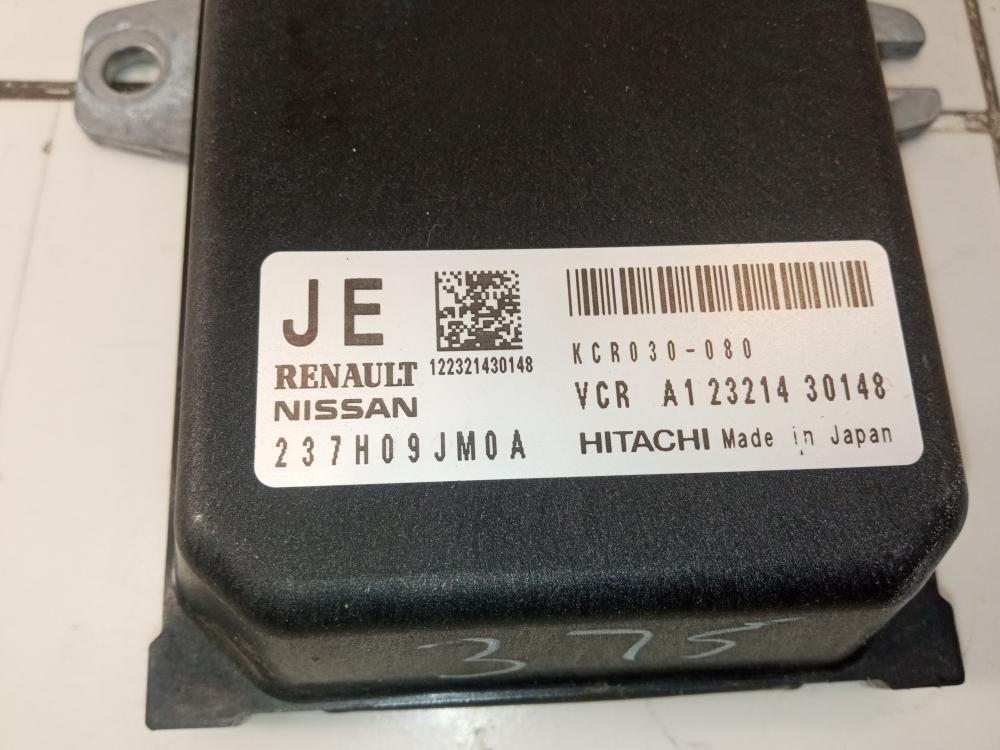 JE
122321430148
KCR030-080
RENAULT
NISSAN
VCR A1 23214 30148
237H09JM0A
HITACHI Made in Japan
375